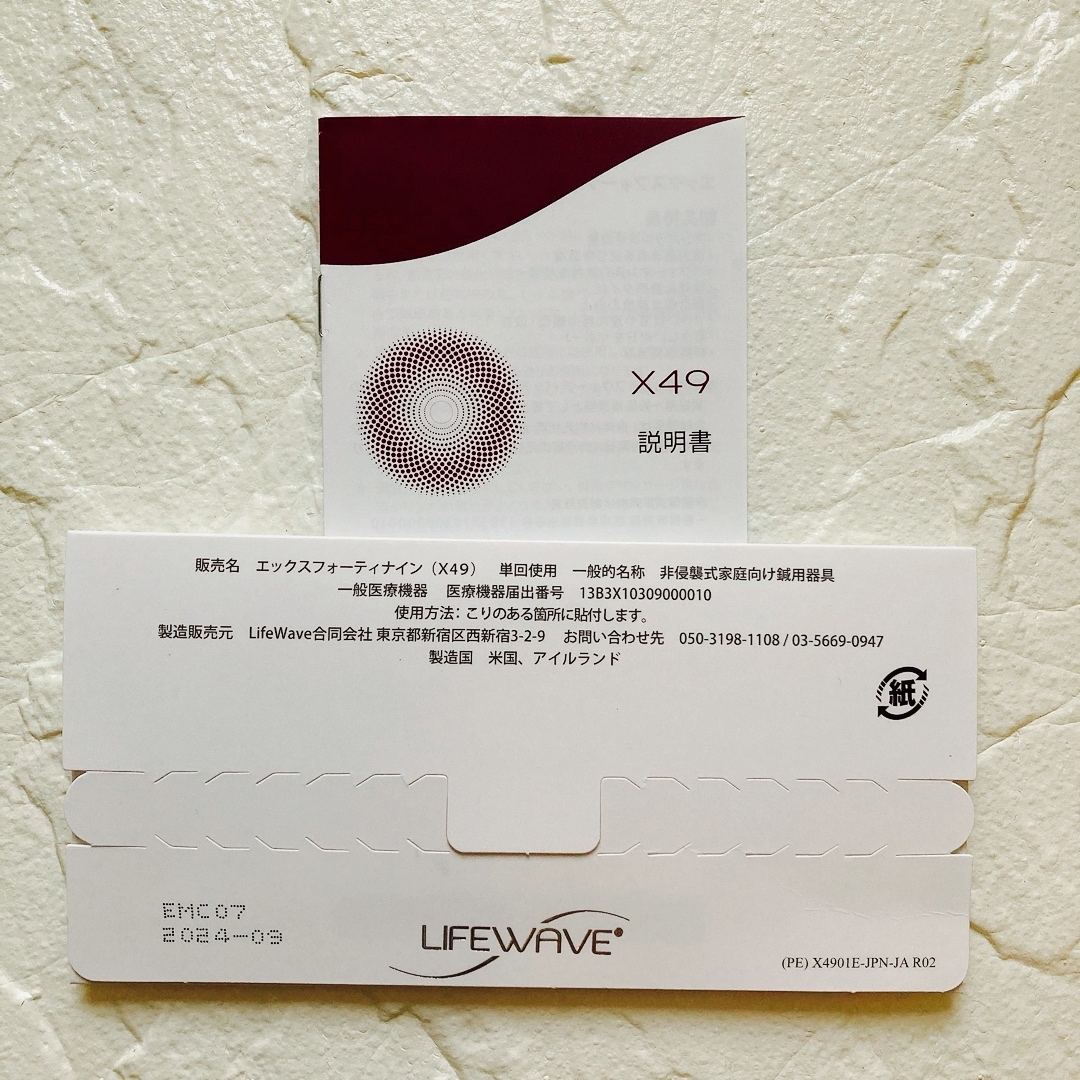 X49
説明書
販売名　エックスフォーティナイン（X49）　単回使用　一般的名称　非侵襲式家庭向け鍼用器具
一般医療機器　医療機器届出番号　13B3X10309000010
使用方法：こりのある箇所に貼付します。
製造販売元　LifeWave合同会社 東京都新宿区西新宿3-2-9　お問い合わせ先　050-3198-1108 / 03-5669-0947
製造国　米国、アイルランド
紙
EMC07
2024-09
LIFEWAVE
(PE) X4901E-JPN-JA R02